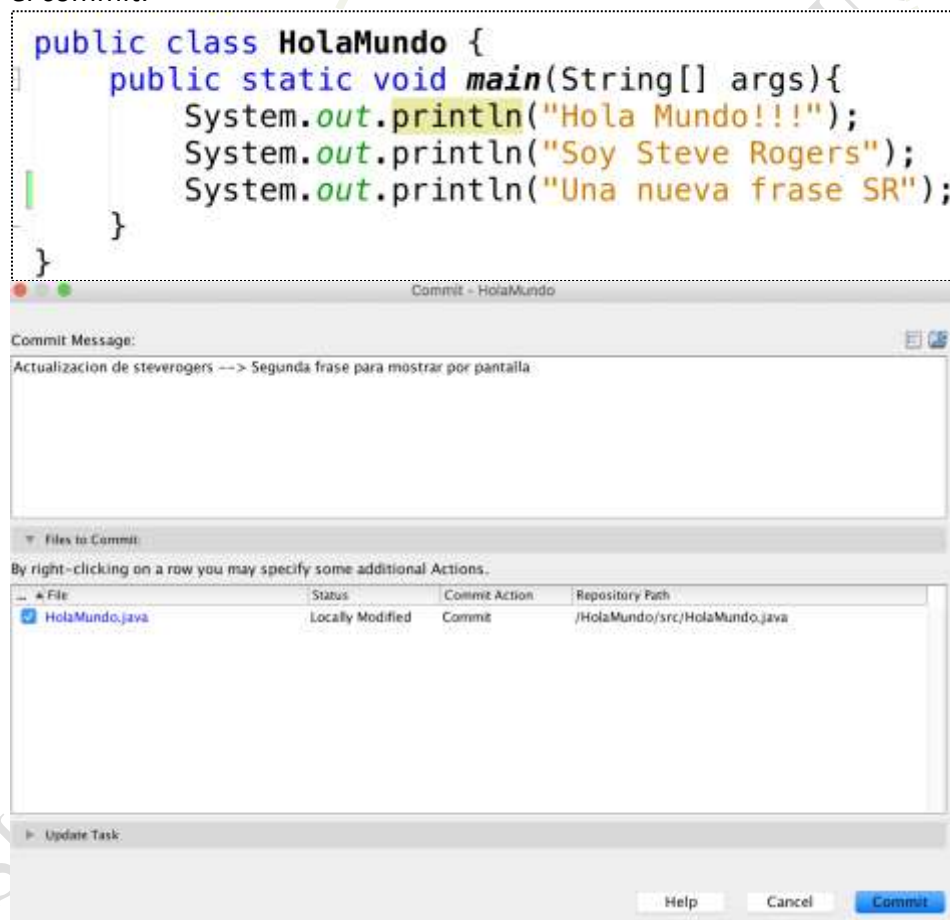 el commit.
public class HolaMundo {
public static void main(String[] args){
System.out.println("Hola Mundo!!!");
System.out.println("Soy Steve Rogers");
System.out.println("Una nueva frase SR");
}
}
Commit - HolaMundo
Commit Message:
Actualizacion de steverogers --> Segunda frase para mostrar por pantalla
Files to Commit:
By right-clicking on a row you may specify some additional Actions.
... File Status Commit Action Repository Path
HolaMundo.java Locally Modified Commit /HolaMundo/src/HolaMundo.java
Update Task
Help Cancel Commit